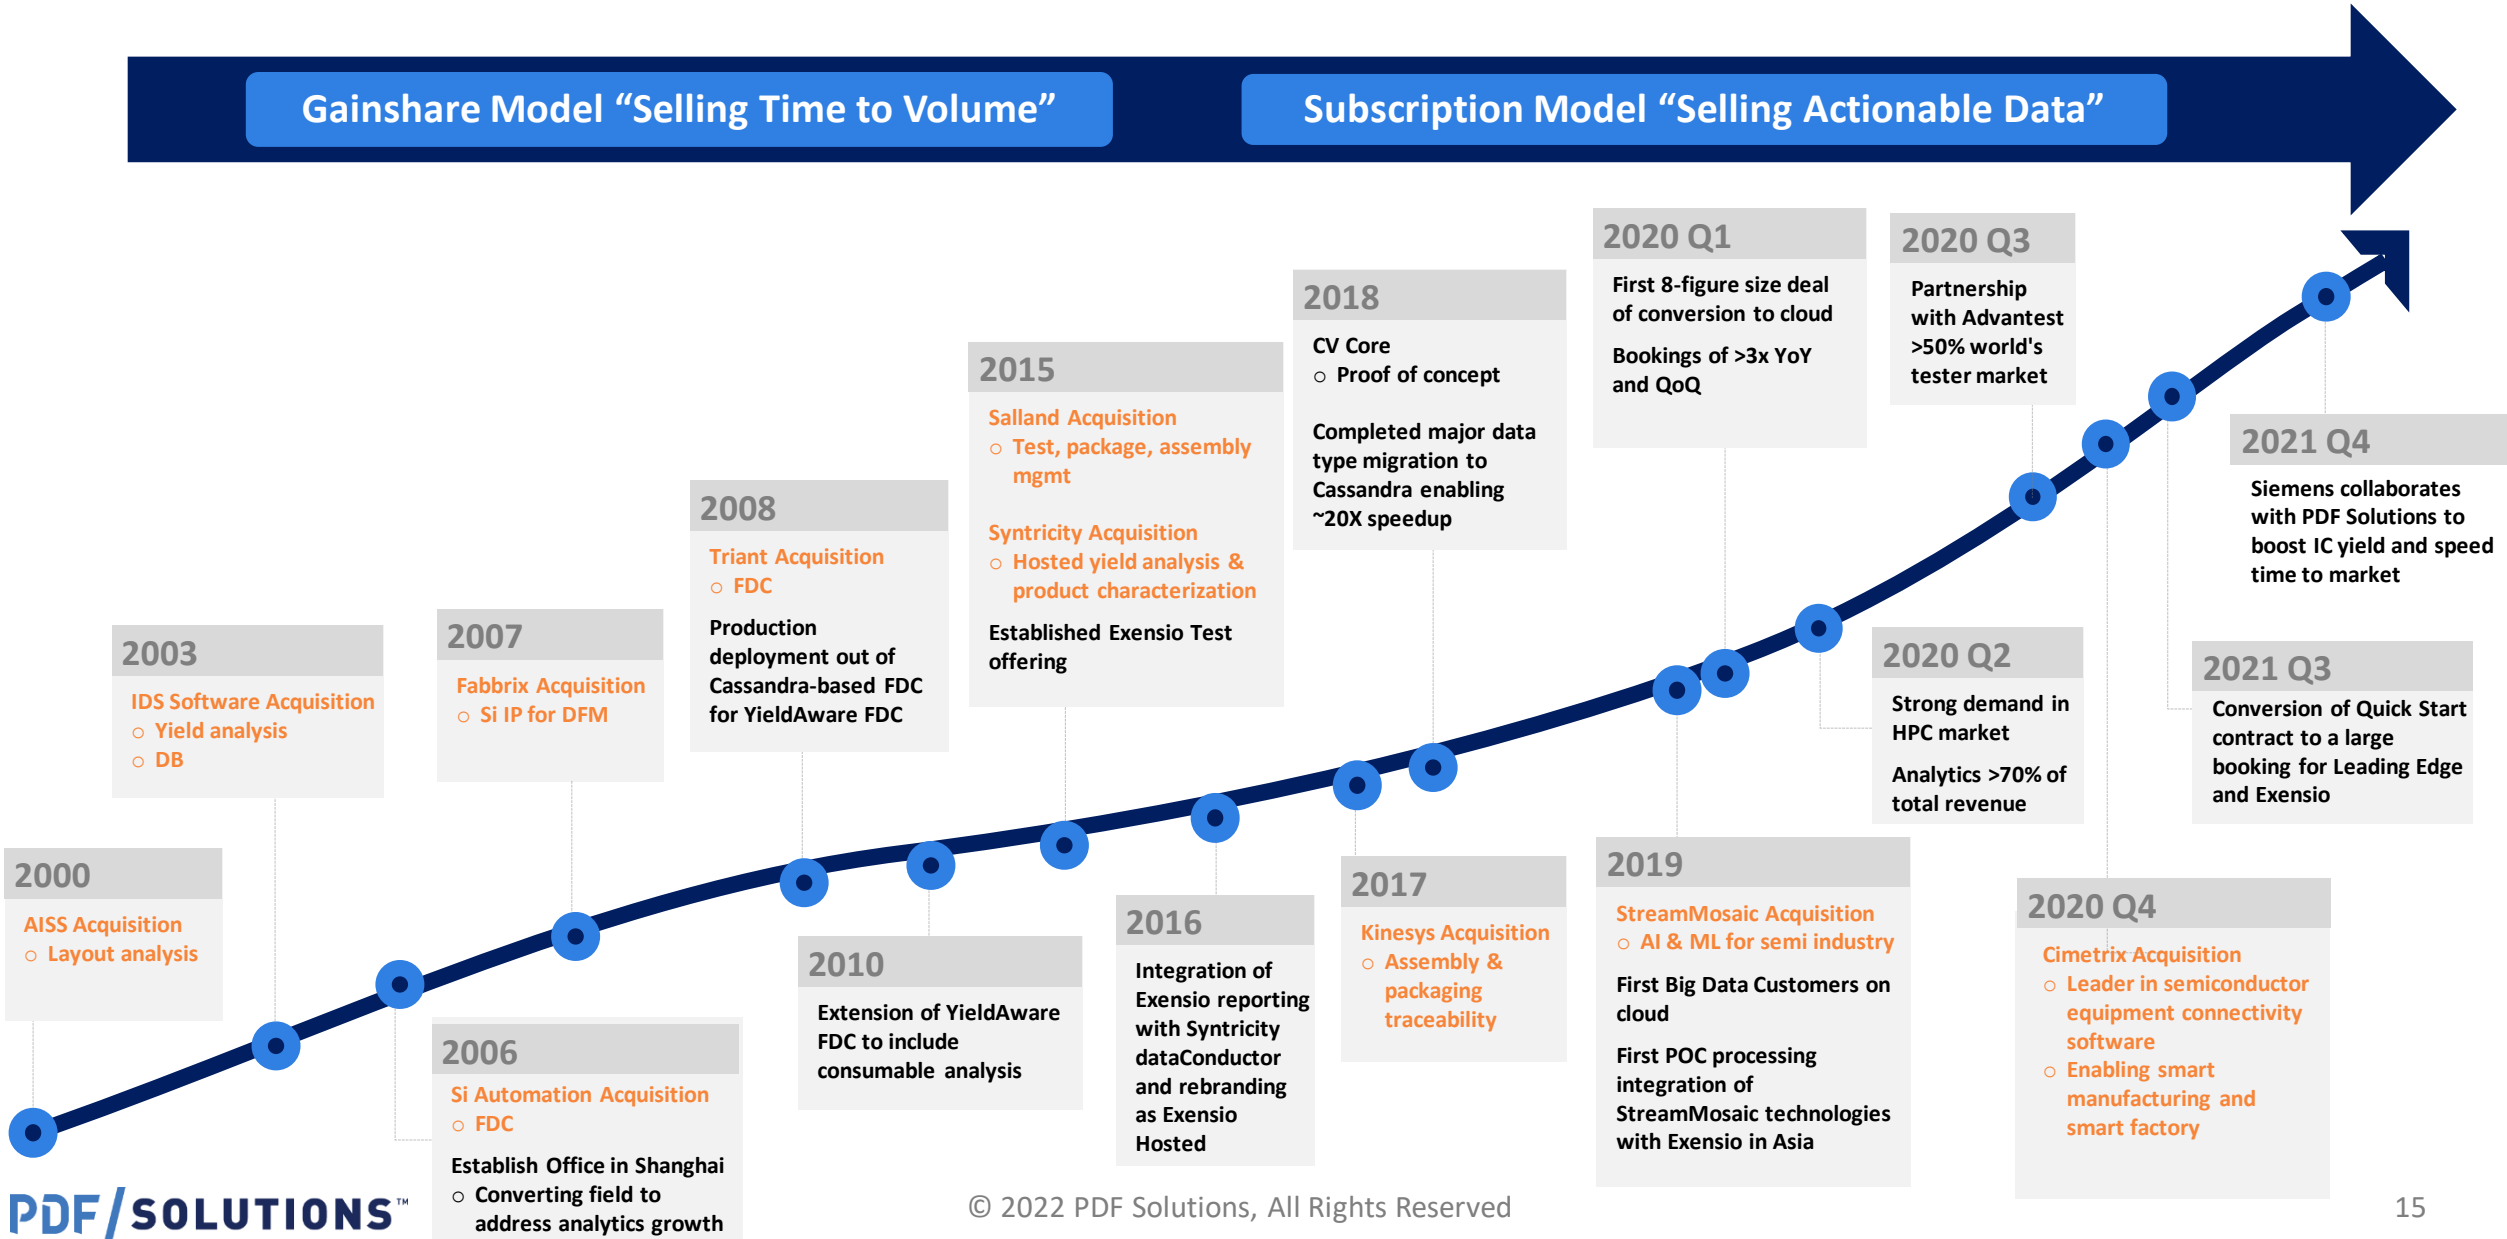 Gainshare Model “Selling Time to Volume”
Subscription Model “Selling Actionable Data”
2000
AISS Acquisition
○ Layout analysis
2003
IDS Software Acquisition
○ Yield analysis
○ DB
2006
Si Automation Acquisition
○ FDC
Establish Office in Shanghai
○ Converting field to
address analytics growth
2007
Fabbrix Acquisition
○ Si IP for DFM
2008
Triant Acquisition
○ FDC
Production
deployment out of
Cassandra-based FDC
for YieldAware FDC
2010
Extension of YieldAware
FDC to include
consumable analysis
2015
Salland Acquisition
○ Test, package, assembly
mgmt
Syntricity Acquisition
○ Hosted yield analysis &
product characterization
Established Exensio Test
offering
2016
Integration of
Exensio reporting
with Syntricity
dataConductor
and rebranding
as Exensio
Hosted
2017
Kinesys Acquisition
○ Assembly &
packaging
traceability
2018
CV Core
○ Proof of concept
Completed major data
type migration to
Cassandra enabling
~20X speedup
2019
StreamMosaic Acquisition
○ AI & ML for semi industry
First Big Data Customers on
cloud
First POC processing
integration of
StreamMosaic technologies
with Exensio in Asia
2020 Q1
First 8-figure size deal
of conversion to cloud
Bookings of >3x YoY
and QoQ
2020 Q2
Strong demand in
HPC market
Analytics >70% of
total revenue
2020 Q3
Partnership
with Advantest
>50% world's
tester market
2020 Q4
Cimetrix Acquisition
○ Leader in semiconductor
equipment connectivity
software
○ Enabling smart
manufacturing and
smart factory
2021 Q3
Conversion of Quick Start
contract to a large
booking for Leading Edge
and Exensio
2021 Q4
Siemens collaborates
with PDF Solutions to
boost IC yield and speed
time to market
PDF/SOLUTIONS™
© 2022 PDF Solutions, All Rights Reserved
15